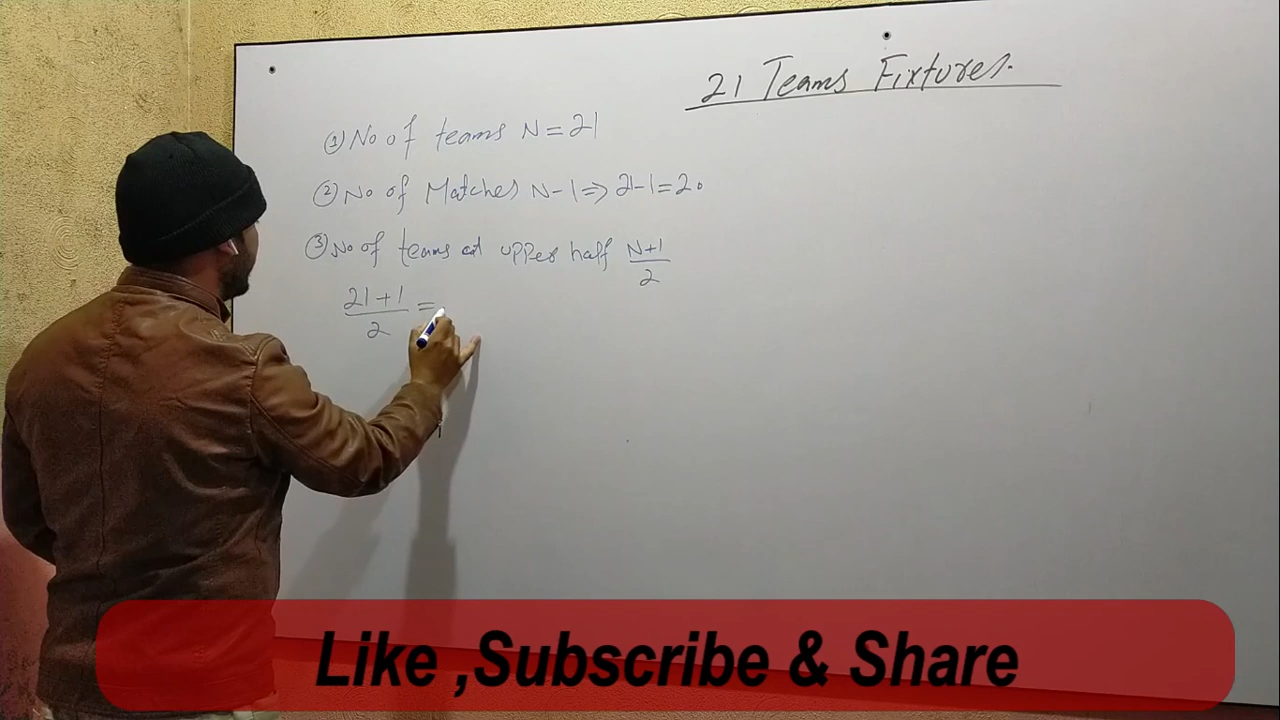 21 Teams Fixtures.
① No of teams N = 21
② No of Matches N-1 ⇒ 21-1=20
③ No of teams at upper half N+1/2
21+1/2 =
Like ,Subscribe & Share